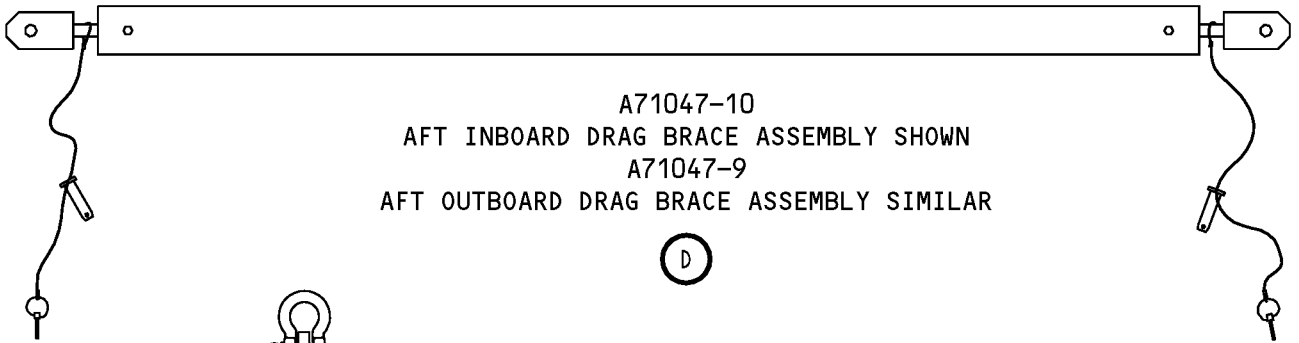 A71047-10
AFT INBOARD DRAG BRACE ASSEMBLY SHOWN
A71047-9
AFT OUTBOARD DRAG BRACE ASSEMBLY SIMILAR
D